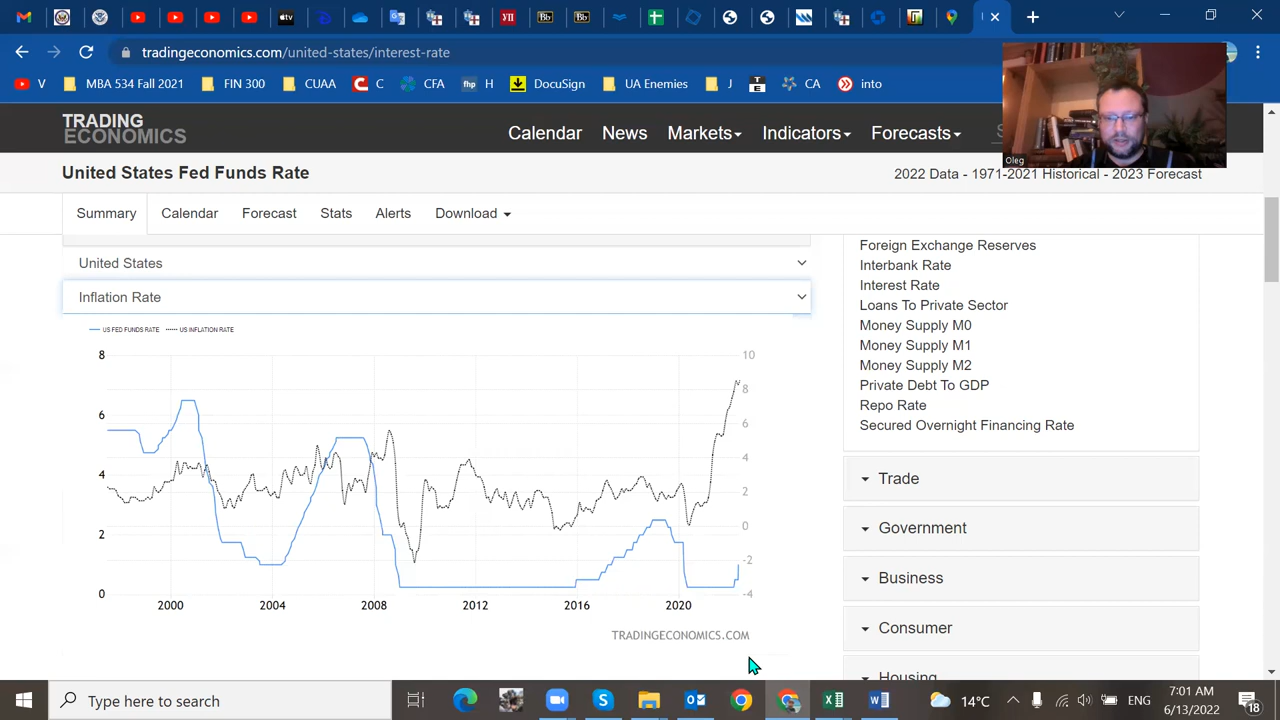 tradingeconomics.com/united-states/interest-rate
V MBA 534 Fall 2021 FIN 300 CUAA C CFA fhp H DocuSign UA Enemies J TE CA into
TRADING
ECONOMICS
Calendar News Markets Indicators Forecasts S
Oleg
United States Fed Funds Rate
2022 Data - 1971-2021 Historical - 2023 Forecast
Summary Calendar Forecast Stats Alerts Download
United States
Inflation Rate
US FED FUNDS RATE US INFLATION RATE
8
6
4
2
0
10
8
6
4
2
0
-2
-4
2000 2004 2008 2012 2016 2020
TRADINGECONOMICS.COM
Foreign Exchange Reserves
Interbank Rate
Interest Rate
Loans To Private Sector
Money Supply M0
Money Supply M1
Money Supply M2
Private Debt To GDP
Repo Rate
Secured Overnight Financing Rate
Trade
Government
Business
Consumer
Housing
Type here to search
14°C
ENG
7:01 AM
6/13/2022
18